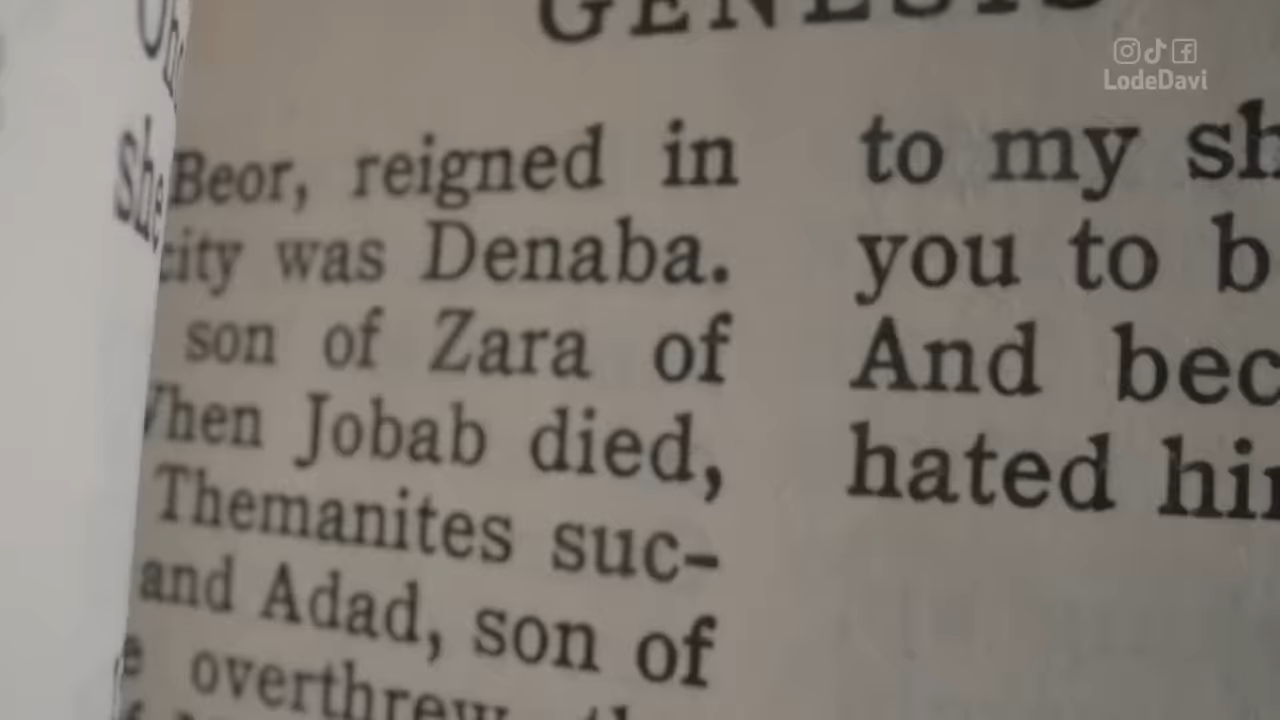 GENESIS
LodeDavi
she
Beor, reigned in
city was Denaba.
son of Zara of
When Jobab died,
Themanites suc-
and Adad, son of
overthrew
to my sh
you to b
And bec
hated hi